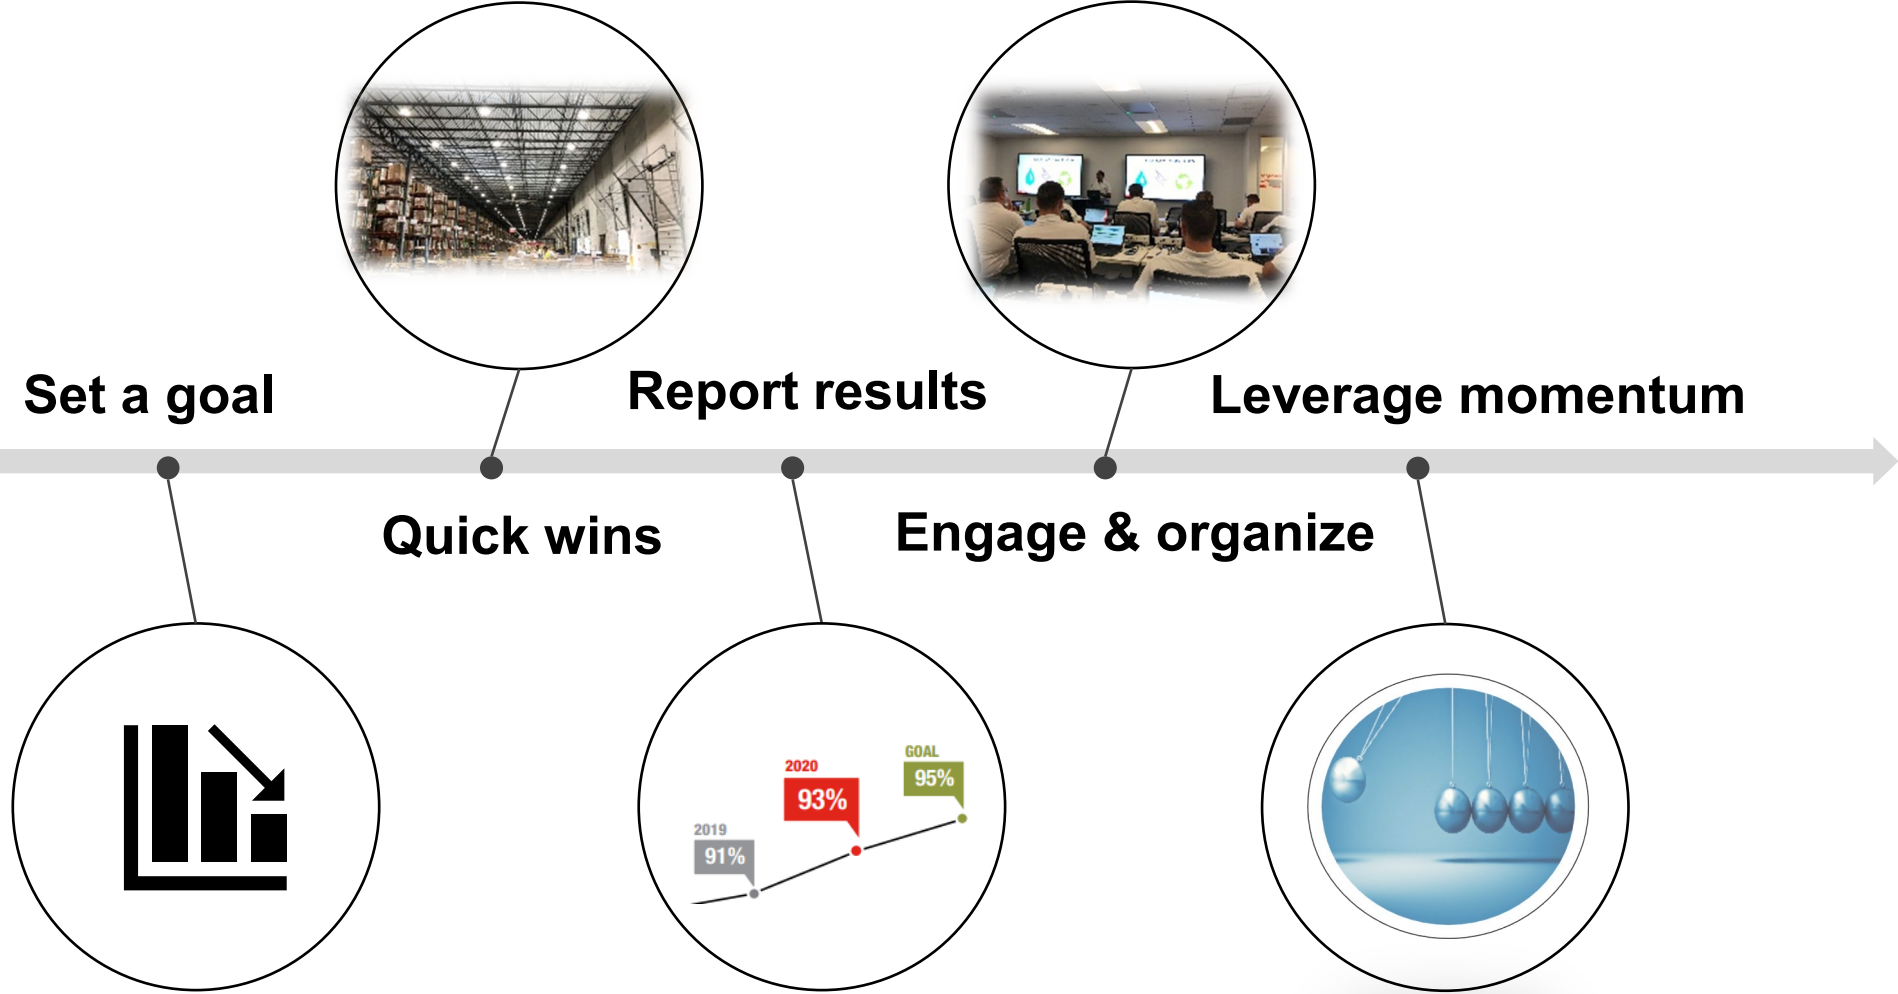 Set a goal
Quick wins
Report results
Engage & organize
Leverage momentum
2019
91%
2020
93%
GOAL
95%